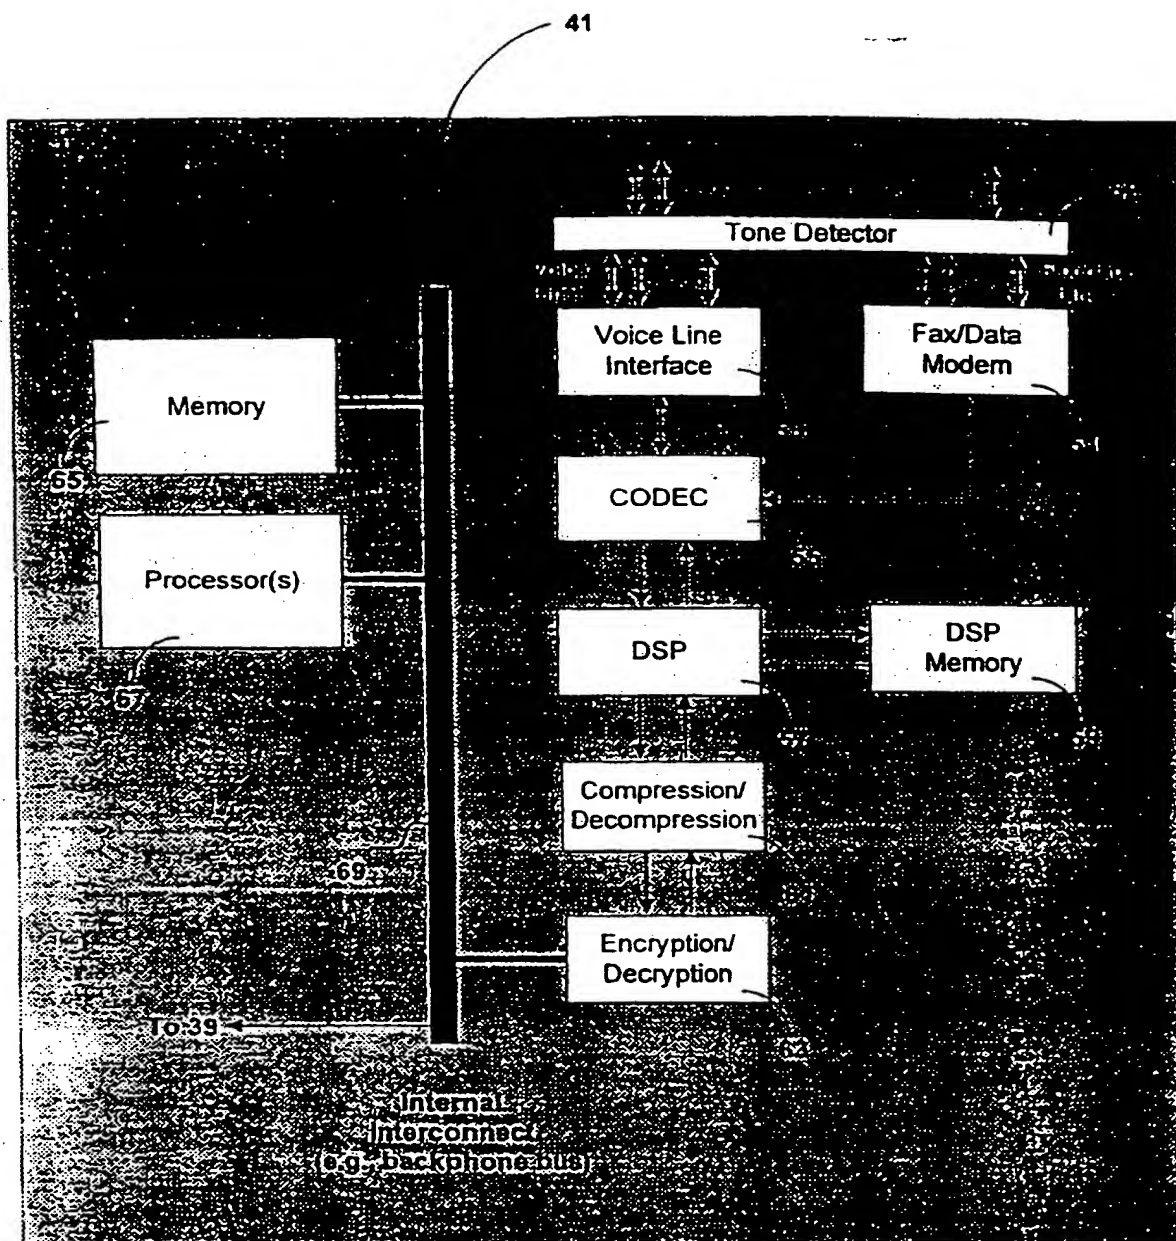 41
Tone Detector
Voice Line
Interface
Fax/Data
Modem
Memory
65
CODEC
Processor(s)
67
DSP
DSP
Memory
Compression/
Decompression
69
Encryption/
Decryption
To 39
Internal
Interconnect
(e.g., backphone bus)